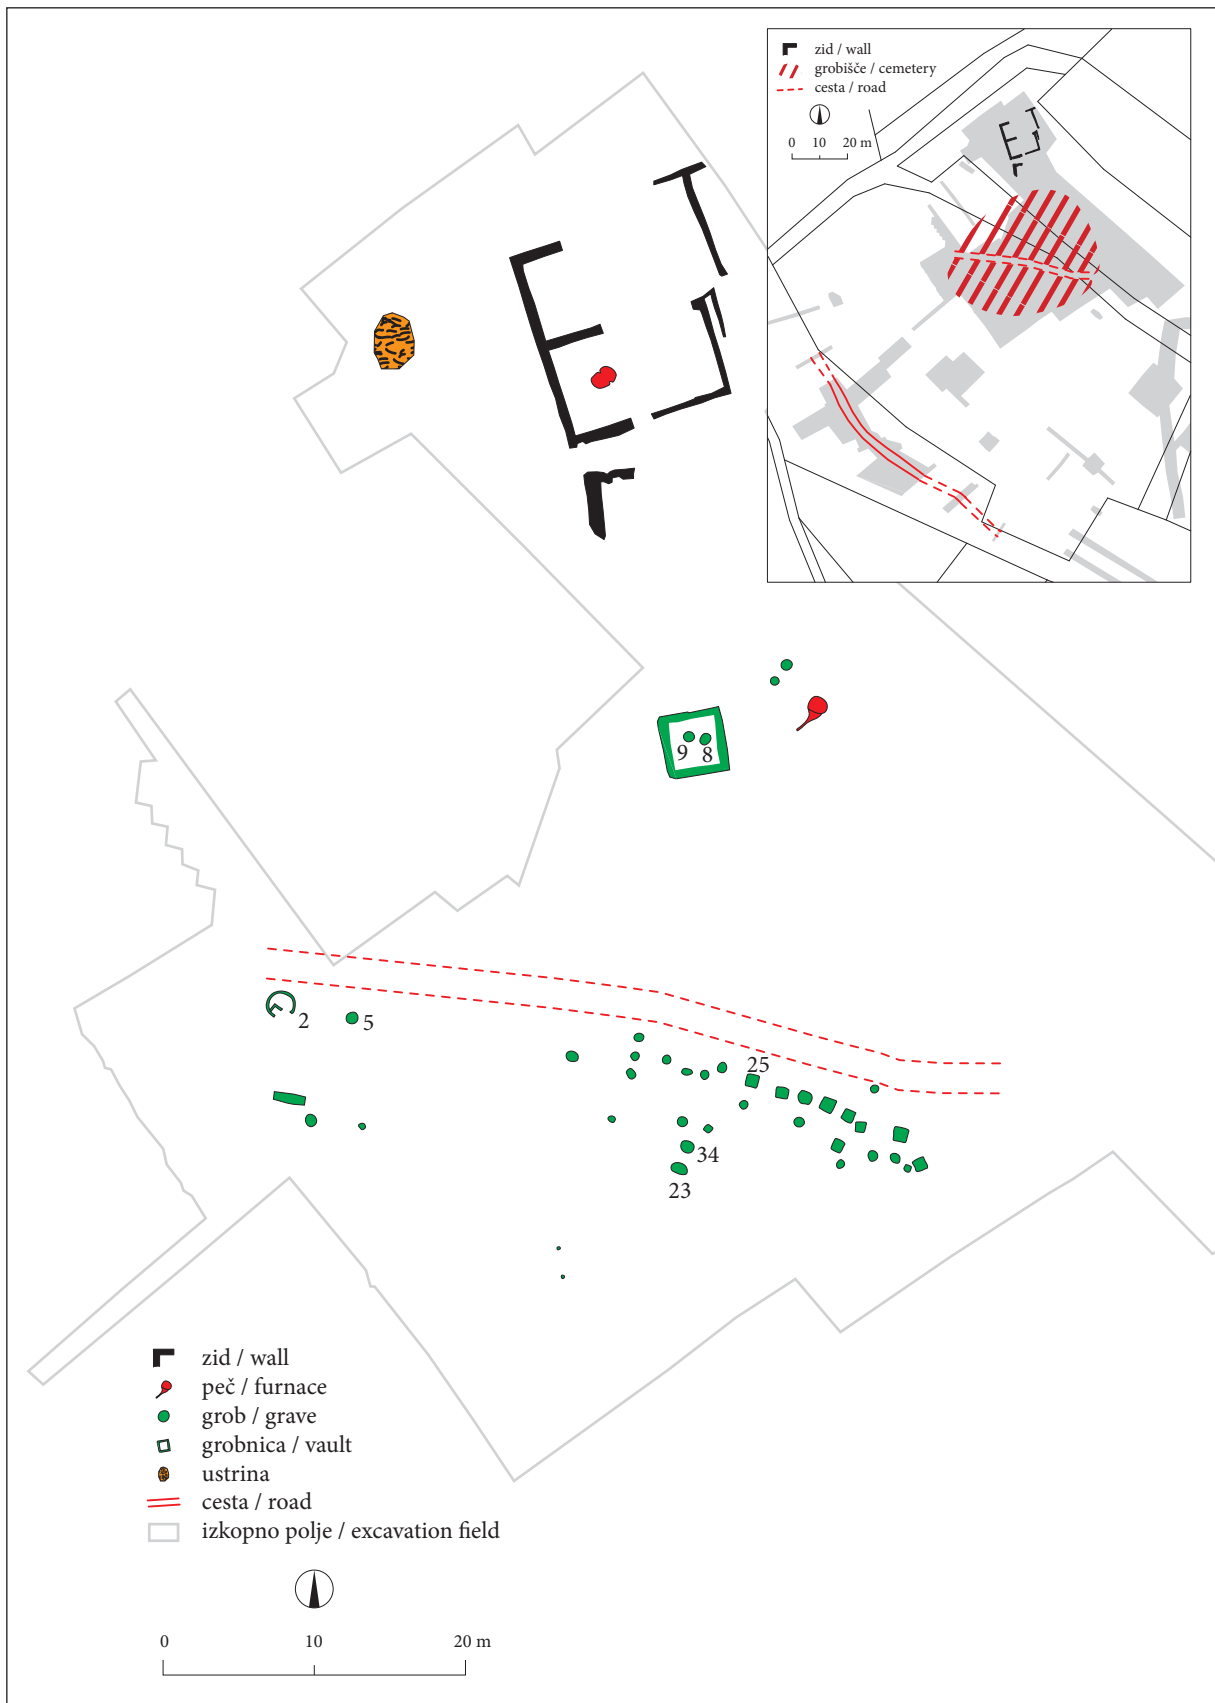 zid / wall
grobišče / cemetery
cesta / road
0 10 20 m
9 8
2
5
25
34
23
zid / wall
peč / furnace
grob / grave
grobnica / vault
ustrina
cesta / road
izkopno polje / excavation field
0 10 20 m